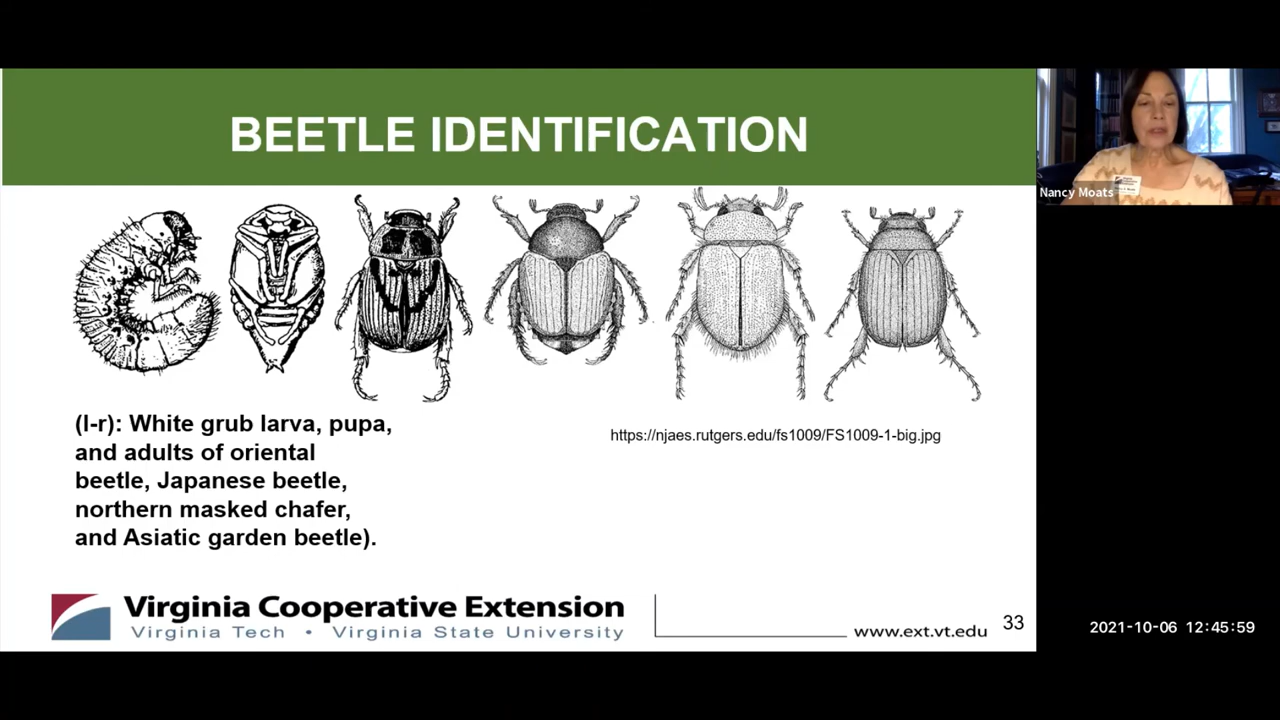 BEETLE IDENTIFICATION
Nancy Moats
(l-r): White grub larva, pupa,
and adults of oriental
beetle, Japanese beetle,
northern masked chafer,
and Asiatic garden beetle).
https://njaes.rutgers.edu/fs1009/FS1009-1-big.jpg
Virginia Cooperative Extension
Virginia Tech • Virginia State University
www.ext.vt.edu
33
2021-10-06 12:45:59